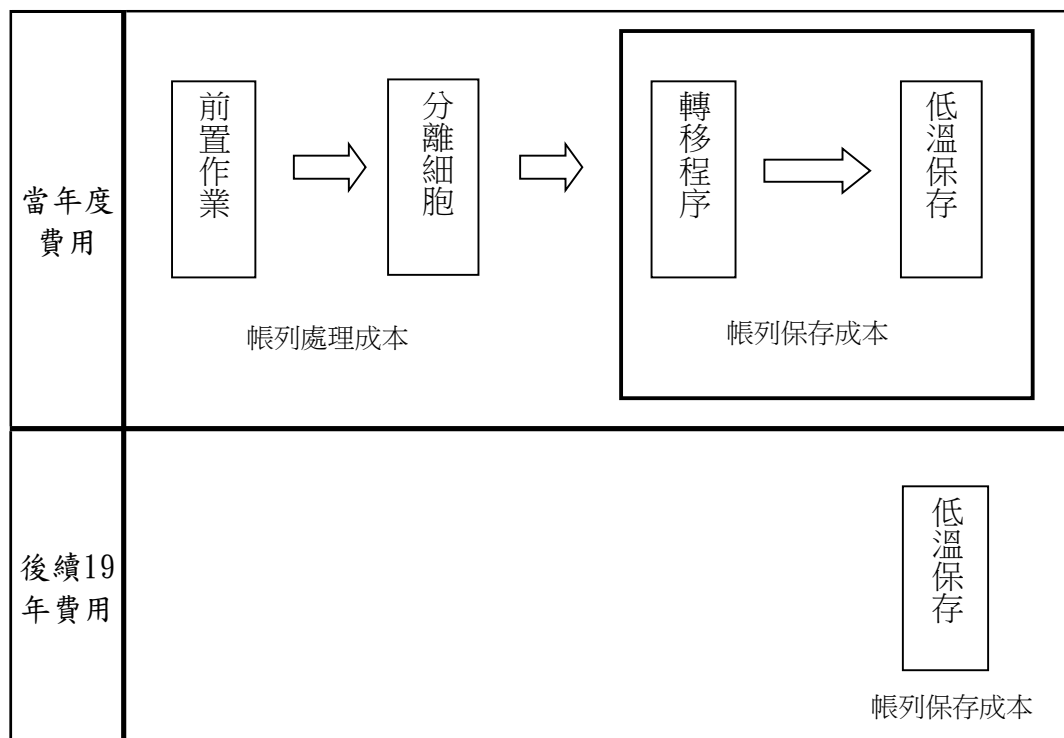 當年度
費用
前置作業
分離細胞
轉移程序
低溫保存
帳列處理成本
帳列保存成本
後續19
年費用
低溫保存
帳列保存成本